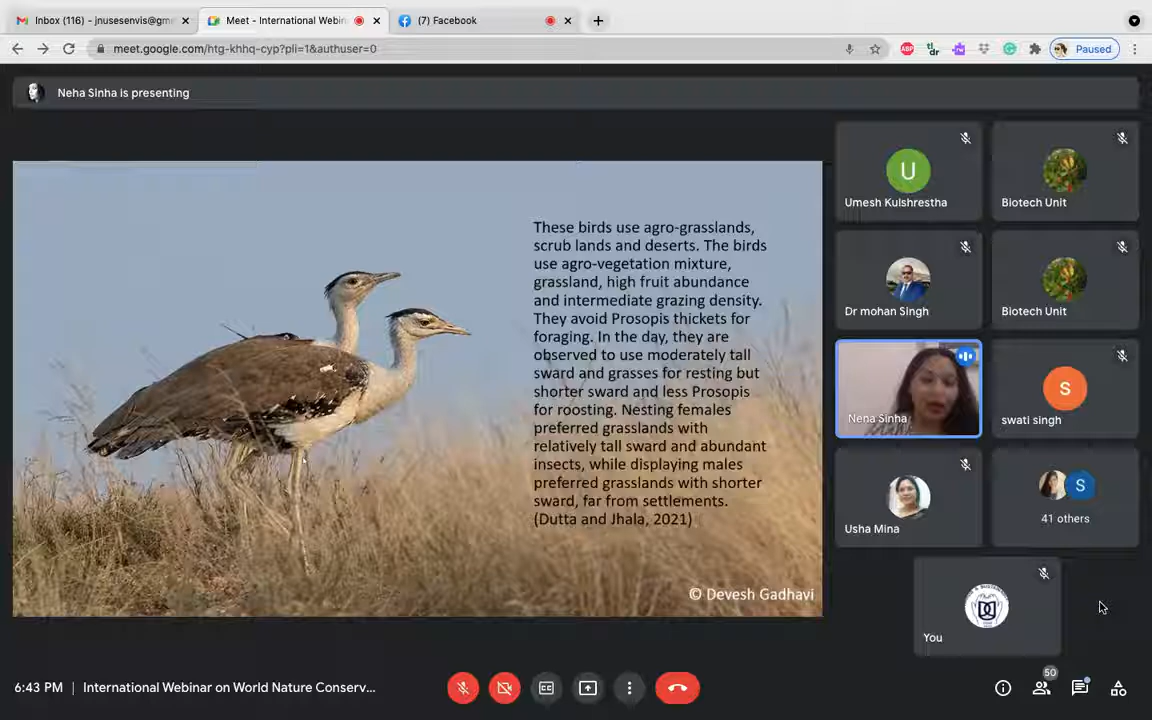 Inbox (116) - jnusesenvis@gm
Meet - International Webin
(7) Facebook
meet.google.com/htg-khhq-cyp?pli=1&authuser=0
ABP
tl;
dr
Paused
Neha Sinha is presenting
These birds use agro-grasslands,
scrub lands and deserts. The birds
use agro-vegetation mixture,
grassland, high fruit abundance
and intermediate grazing density.
They avoid Prosopis thickets for
foraging. In the day, they are
observed to use moderately tall
sward and grasses for resting but
shorter sward and less Prosopis
for roosting. Nesting females
preferred grasslands with
relatively tall sward and abundant
insects, while displaying males
preferred grasslands with shorter
sward, far from settlements.
(Dutta and Jhala, 2021)
© Devesh Gadhavi
U
Umesh Kulshrestha
Biotech Unit
Dr mohan Singh
Biotech Unit
Neha Sinha
S
swati singh
Usha Mina
S
41 others
You
6:43 PM | International Webinar on World Nature Conserv...
CC
50